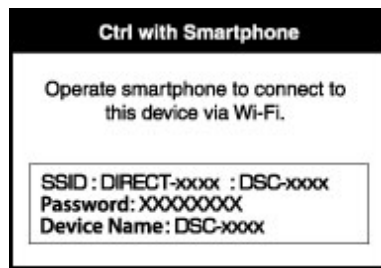 Ctrl with Smartphone
Operate smartphone to connect to
this device via Wi-Fi.
SSID : DIRECT-xxxx : DSC-xxxx
Password: XXXXXXXX
Device Name: DSC-xxxx